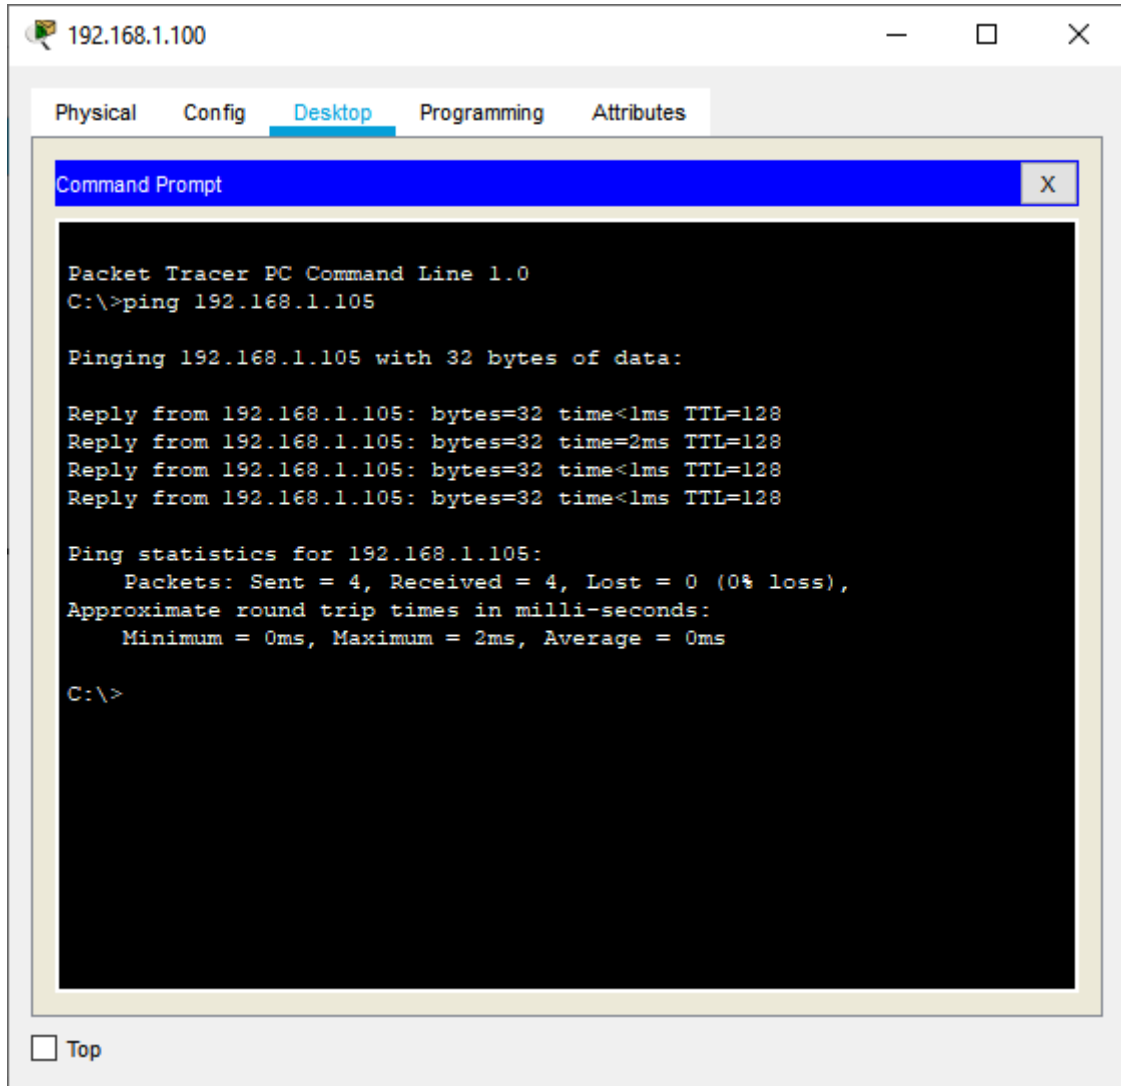 192.168.1.100
Physical Config Desktop Programming Attributes
Command Prompt X
Packet Tracer PC Command Line 1.0
C:\>ping 192.168.1.105
Pinging 192.168.1.105 with 32 bytes of data:
Reply from 192.168.1.105: bytes=32 time<1ms TTL=128
Reply from 192.168.1.105: bytes=32 time=2ms TTL=128
Reply from 192.168.1.105: bytes=32 time<1ms TTL=128
Reply from 192.168.1.105: bytes=32 time<1ms TTL=128
Ping statistics for 192.168.1.105:
    Packets: Sent = 4, Received = 4, Lost = 0 (0% loss),
Approximate round trip times in milli-seconds:
    Minimum = 0ms, Maximum = 2ms, Average = 0ms
C:\>
Top